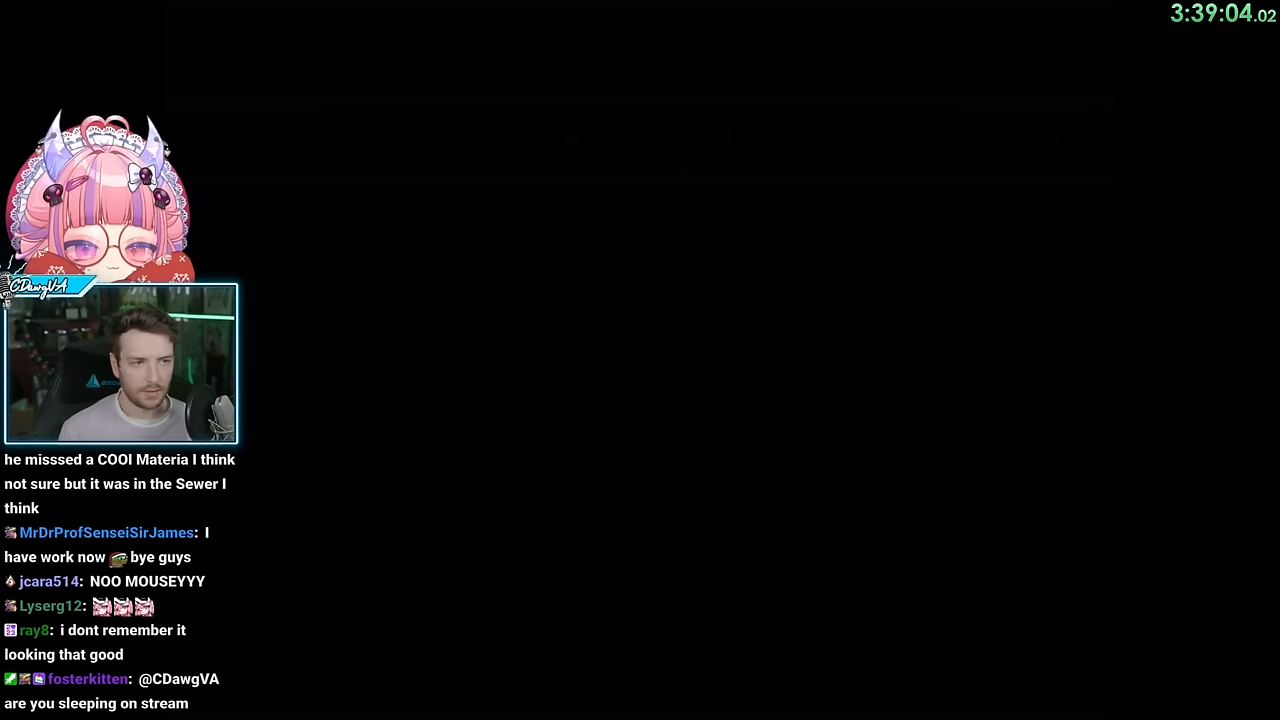 3:39:04.02
CDawgVA
he misssed a COOl Materia I think
not sure but it was in the Sewer I
think
MrDrProfSenseiSirJames: I
have work now bye guys
jcara514: NOO MOUSEYYY
Lyserg12:
ray8: i dont remember it
looking that good
fosterkitten: @CDawgVA
are you sleeping on stream